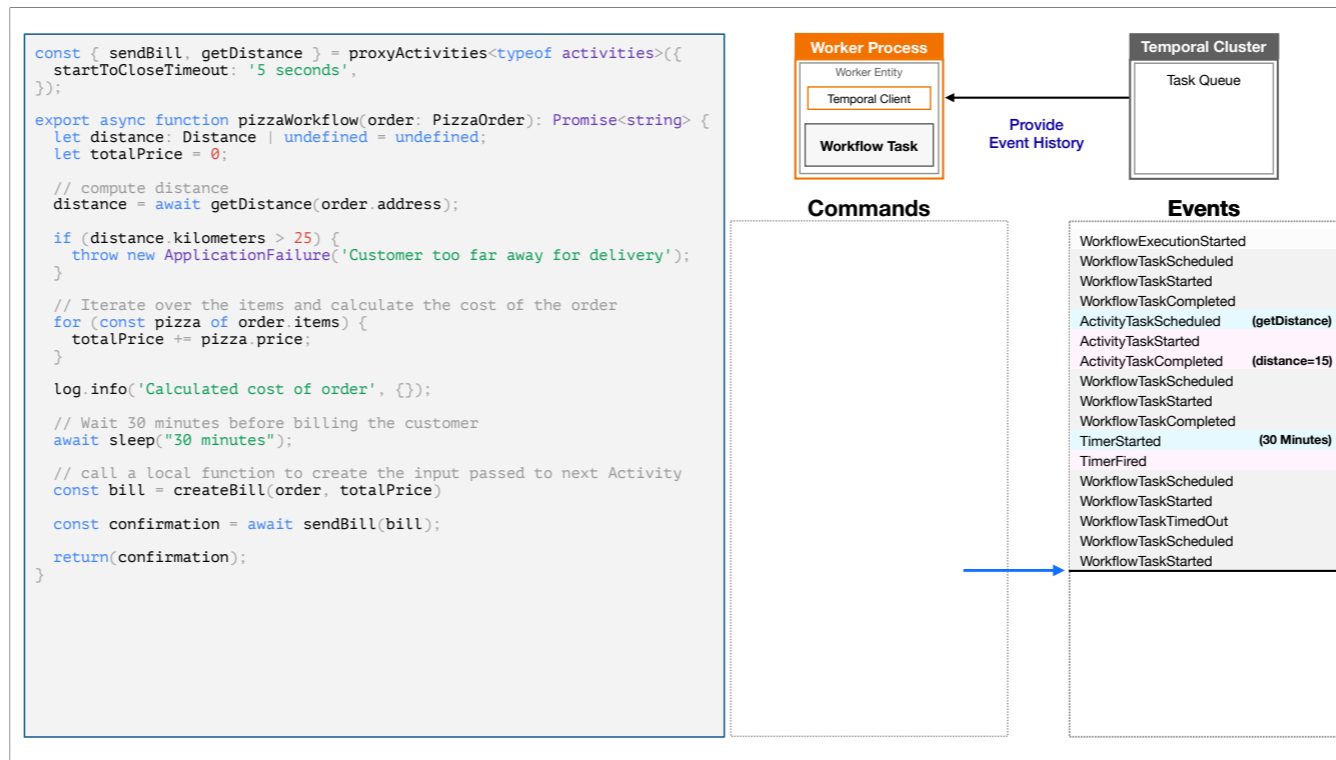 const { sendBill, getDistance } = proxyActivities<typeof activities>({
  startToCloseTimeout: '5 seconds',
});
export async function pizzaWorkflow(order: PizzaOrder): Promise<string> {
  let distance: Distance | undefined = undefined;
  let totalPrice = 0;
  // compute distance
  distance = await getDistance(order.address);
  if (distance.kilometers > 25) {
    throw new ApplicationFailure('Customer too far away for delivery');
  }
  // Iterate over the items and calculate the cost of the order
  for (const pizza of order.items) {
    totalPrice += pizza.price;
  }
  log.info('Calculated cost of order', {});
  // Wait 30 minutes before billing the customer
  await sleep("30 minutes");
  // call a local function to create the input passed to next Activity
  const bill = createBill(order, totalPrice)
  const confirmation = await sendBill(bill);
  return(confirmation);
}
Worker Process
Worker Entity
Temporal Client
Workflow Task
Provide
Event History
Temporal Cluster
Task Queue
Commands
Events
WorkflowExecutionStarted
WorkflowTaskScheduled
WorkflowTaskStarted
WorkflowTaskCompleted
ActivityTaskScheduled (getDistance)
ActivityTaskStarted
ActivityTaskCompleted (distance=15)
WorkflowTaskScheduled
WorkflowTaskStarted
WorkflowTaskCompleted
TimerStarted (30 Minutes)
TimerFired
WorkflowTaskScheduled
WorkflowTaskStarted
WorkflowTaskTimedOut
WorkflowTaskScheduled
WorkflowTaskStarted